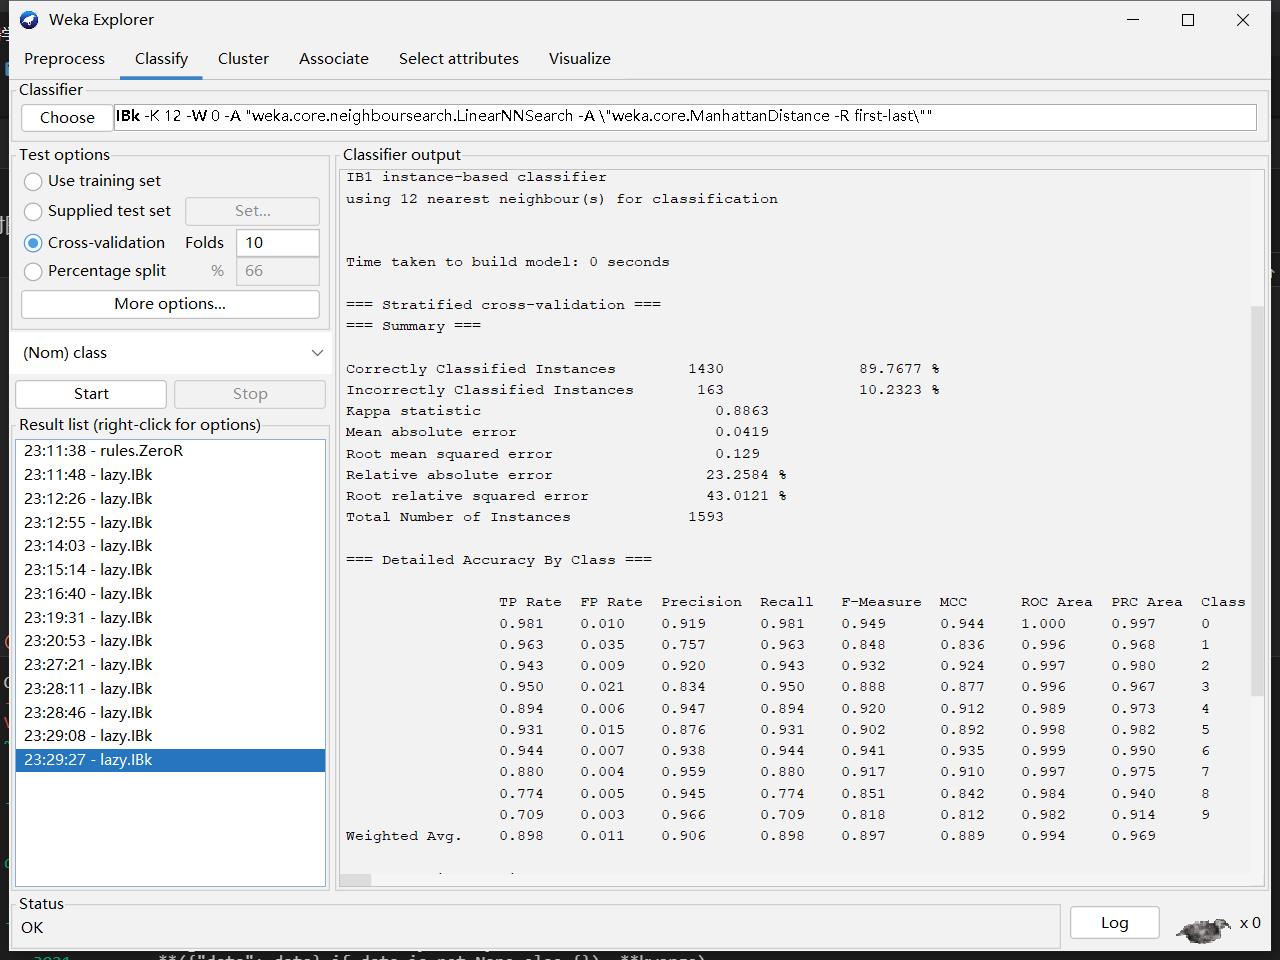 Weka Explorer
Preprocess Classify Cluster Associate Select attributes Visualize
Classifier
Choose IBk -K 12 -W 0 -A "weka.core.neighboursearch.LinearNNSearch -A \"weka.core.ManhattanDistance -R first-last\""
Test options
Use training set
Supplied test set Set...
Cross-validation Folds 10
Percentage split % 66
More options...
(Nom) class
Start Stop
Result list (right-click for options)
23:11:38 - rules.ZeroR
23:11:48 - lazy.IBk
23:12:26 - lazy.IBk
23:12:55 - lazy.IBk
23:14:03 - lazy.IBk
23:15:14 - lazy.IBk
23:16:40 - lazy.IBk
23:19:31 - lazy.IBk
23:20:53 - lazy.IBk
23:27:21 - lazy.IBk
23:28:11 - lazy.IBk
23:28:46 - lazy.IBk
23:29:08 - lazy.IBk
23:29:27 - lazy.IBk
Classifier output
IB1 instance-based classifier
using 12 nearest neighbour(s) for classification
Time taken to build model: 0 seconds
=== Stratified cross-validation ===
=== Summary ===
Correctly Classified Instances 1430 89.7677 %
Incorrectly Classified Instances 163 10.2323 %
Kappa statistic 0.8863
Mean absolute error 0.0419
Root mean squared error 0.129
Relative absolute error 23.2584 %
Root relative squared error 43.0121 %
Total Number of Instances 1593
=== Detailed Accuracy By Class ===
TP Rate FP Rate Precision Recall F-Measure MCC ROC Area PRC Area Class
0.981 0.010 0.919 0.981 0.949 0.944 1.000 0.997 0
0.963 0.035 0.757 0.963 0.848 0.836 0.996 0.968 1
0.943 0.009 0.920 0.943 0.932 0.924 0.997 0.980 2
0.950 0.021 0.834 0.950 0.888 0.877 0.996 0.967 3
0.894 0.006 0.947 0.894 0.920 0.912 0.989 0.973 4
0.931 0.015 0.876 0.931 0.902 0.892 0.998 0.982 5
0.944 0.007 0.938 0.944 0.941 0.935 0.999 0.990 6
0.880 0.004 0.959 0.880 0.917 0.910 0.997 0.975 7
0.774 0.005 0.945 0.774 0.851 0.842 0.984 0.940 8
0.709 0.003 0.966 0.709 0.818 0.812 0.982 0.914 9
Weighted Avg. 0.898 0.011 0.906 0.898 0.897 0.889 0.994 0.969
Status
OK
Log x 0